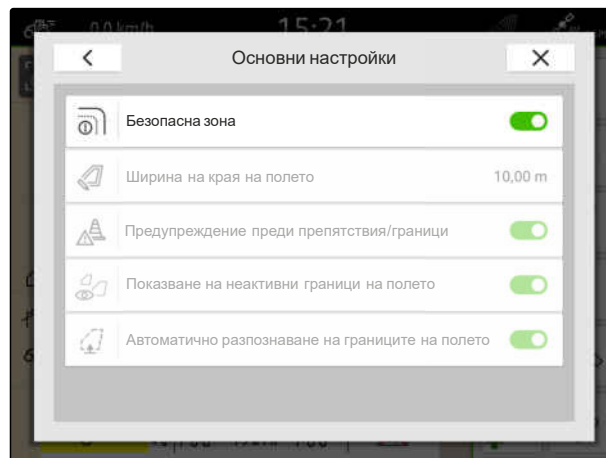 0.0 km/h
15:21
Основни настройки
Безопасна зона
Ширина на края на полето
10,00 m
Предупреждение преди препятствия/граници
Показване на неактивни граници на полето
Автоматично разпознаване на границите на полето